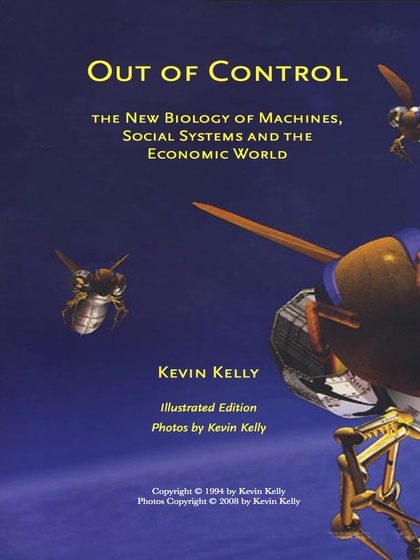 OUT OF CONTROL
THE NEW BIOLOGY OF MACHINES,
SOCIAL SYSTEMS AND THE
ECONOMIC WORLD
KEVIN KELLY
Illustrated Edition
Photos by Kevin Kelly
Copyright © 1994 by Kevin Kelly
Photos Copyright © 2008 by Kevin Kelly